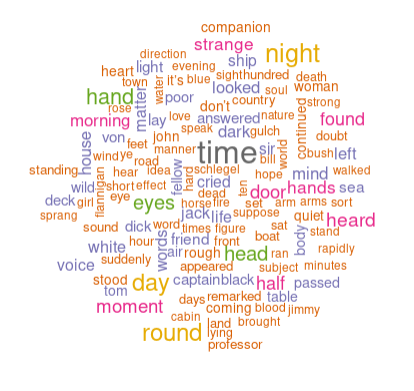 companion
strange night
direction evening ship
heart light it's blue sighthundred death
town water poor looked soul woman
hand matter don't country continued strong
rose love answered nature found
morning lay speak dark gulch doubt
von john time hope world cbush left
house feet manner sir bill
wind ye road fellow hard schlegel mind walked
standing hear idea cried ten door hands sea
wild short effect dead
deck girl flannigan eye eyes horse fire set arm arms sort
sprang jack life suppose quiet heard
sound dick word times figure sat body stand
white hour words friend front boat rapidly
voice suddenly air rough head ran
stood day appeared subject minutes
tom captain black half passed
moment days remarked table
coming blood jimmy
round cabin land brought
lying
professor